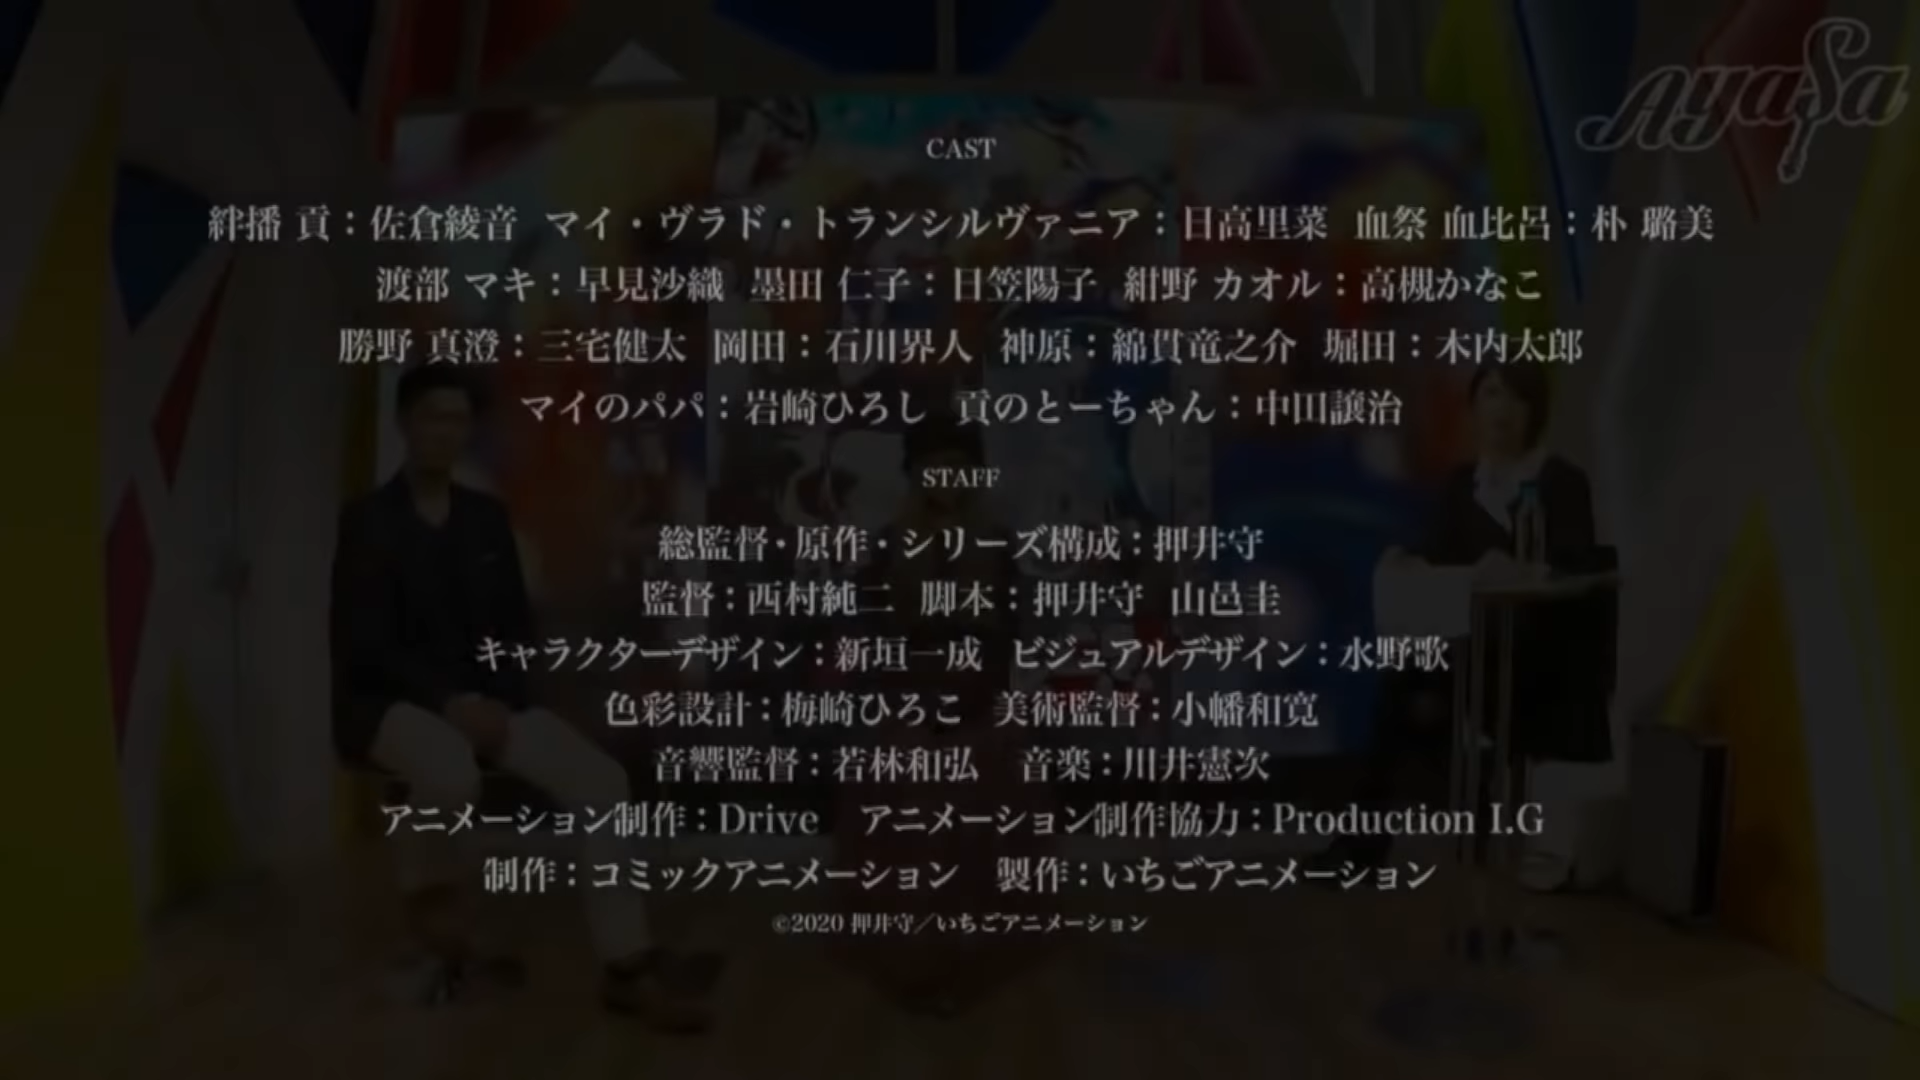 AyaSa
CAST
絆播 貢：佐倉綾音 マイ・ヴラド・トランシルヴァニア：日高里菜 血祭 血比呂：朴 璐美
渡部 マキ：早見沙織 墨田 仁子：日笠陽子 紺野 カオル：高槻かなこ
勝野 真澄：三宅健太 岡田：石川界人 神原：綿貫竜之介 堀田：木内太郎
マイのパパ：岩崎ひろし 貢のとーちゃん：中田譲治
STAFF
総監督・原作・シリーズ構成：押井守
監督：西村純二 脚本：押井守 山邑圭
キャラクターデザイン：新垣一成 ビジュアルデザイン：水野歌
色彩設計：梅崎ひろこ 美術監督：小幡和寛
音響監督：若林和弘 音楽：川井憲次
アニメーション制作：Drive アニメーション制作協力：Production I.G
制作：コミックアニメーション 製作：いちごアニメーション
©2020 押井守／いちごアニメーション